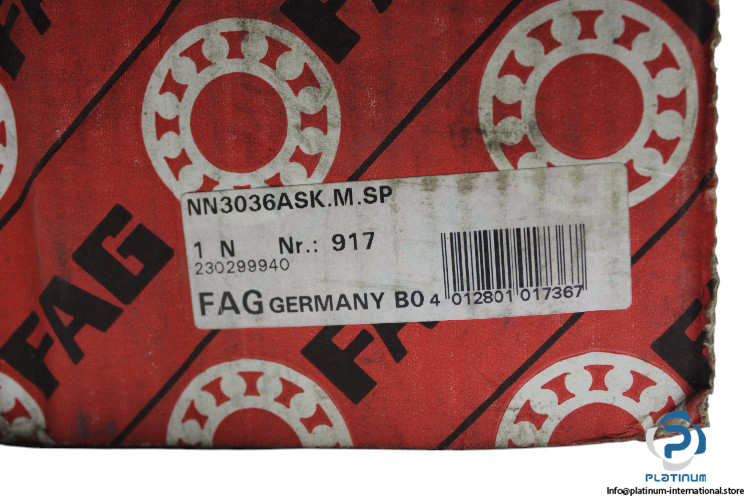 FAG
FAG
NN3036ASK.M.SP
1 N Nr.: 917
230299940
FAG GERMANY BO 4 012801 017367
FAG
PLATINUM
Info@platinum-international.store